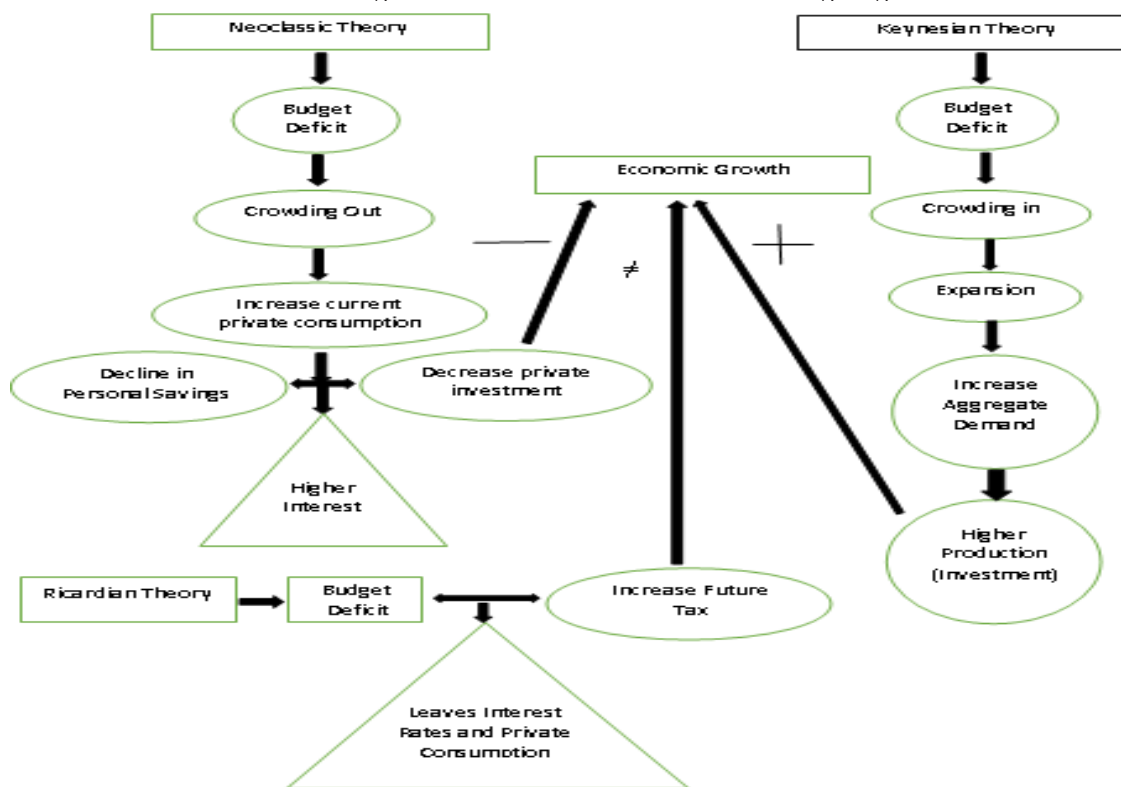 Neoclassic Theory
Keynesian Theory
Budget
Deficit
Budget
Deficit
Economic Growth
Crowding Out
Crowding in
—
≠
+
Increase current
private consumption
Expansion
Decline in
Personal Savings
Decrease private
investment
Increase
Aggregate
Demand
Higher
Interest
Higher
Production
(Investment)
Ricardian Theory
Budget
Deficit
Increase Future
Tax
Leaves Interest
Rates and Private
Consumption